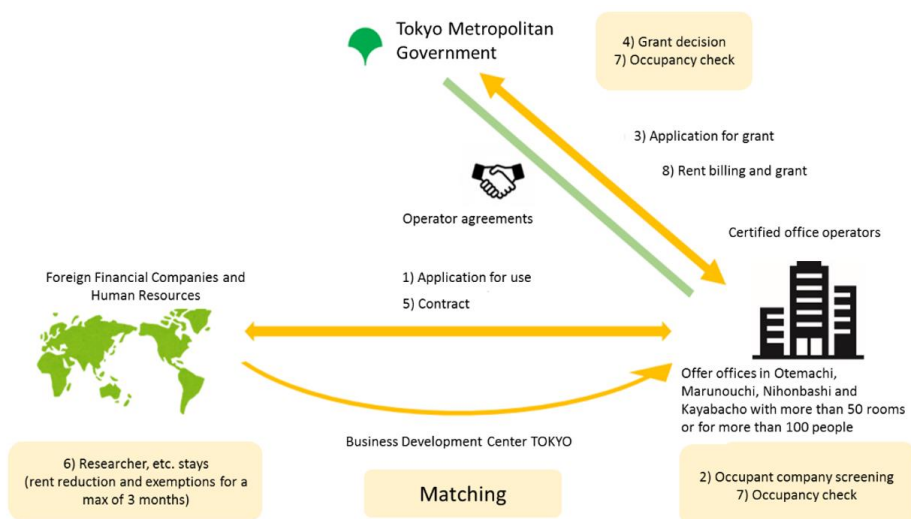 Tokyo Metropolitan
Government
4) Grant decision
7) Occupancy check
3) Application for grant
8) Rent billing and grant
Operator agreements
Certified office operators
Foreign Financial Companies and
Human Resources
1) Application for use
5) Contract
Offer offices in Otemachi,
Marunouchi, Nihonbashi and
Kayabacho with more than 50 rooms
or for more than 100 people
Business Development Center TOKYO
6) Researcher, etc. stays
(rent reduction and exemptions for a
max of 3 months)
Matching
2) Occupant company screening
7) Occupancy check